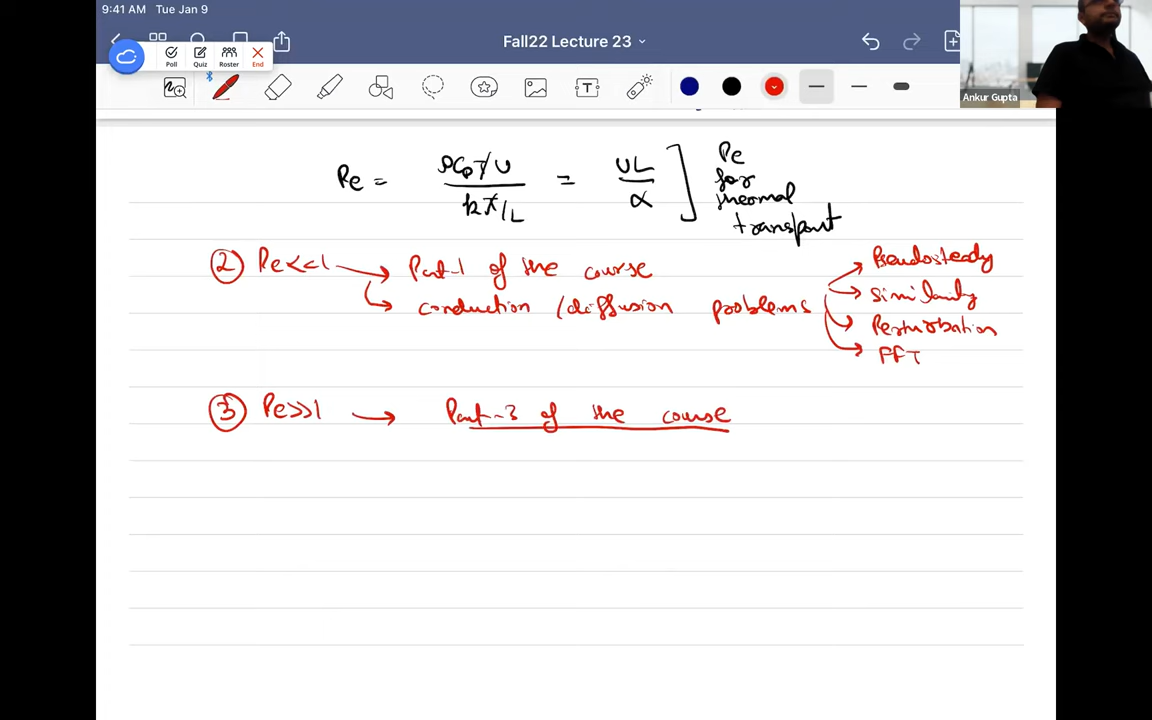 9:41 AM Tue Jan 9
Fall22 Lecture 23
Poll Quiz Roster End
Ankur Gupta
Pe = ρCpT/U / kT/L = UL / α ] Pe for thermal transport
② Pe<<1 → Part-1 of the course
→ conduction /diffusion problems
→ Pseudosteady
→ similarity
→ Perturbation
→ FFT
③ Pe>>1 → Part-3 of the course